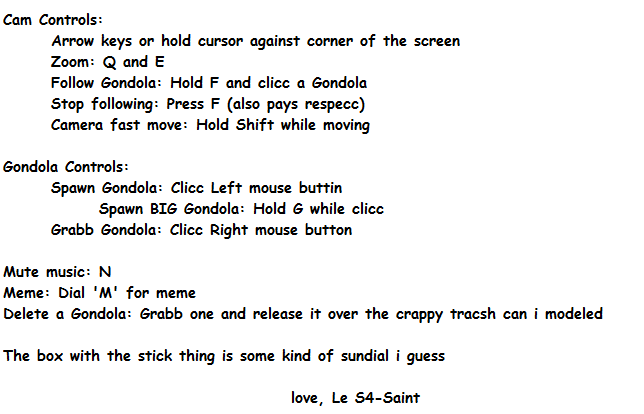 Cam Controls:
Arrow keys or hold cursor against corner of the screen
Zoom: Q and E
Follow Gondola: Hold F and clicc a Gondola
Stop following: Press F (also pays respecc)
Camera fast move: Hold Shift while moving
Gondola Controls:
Spawn Gondola: Clicc Left mouse buttin
Spawn BIG Gondola: Hold G while clicc
Grabb Gondola: Clicc Right mouse button
Mute music: N
Meme: Dial 'M' for meme
Delete a Gondola: Grabb one and release it over the crappy tracsh can i modeled
The box with the stick thing is some kind of sundial i guess
love, Le S4-Saint